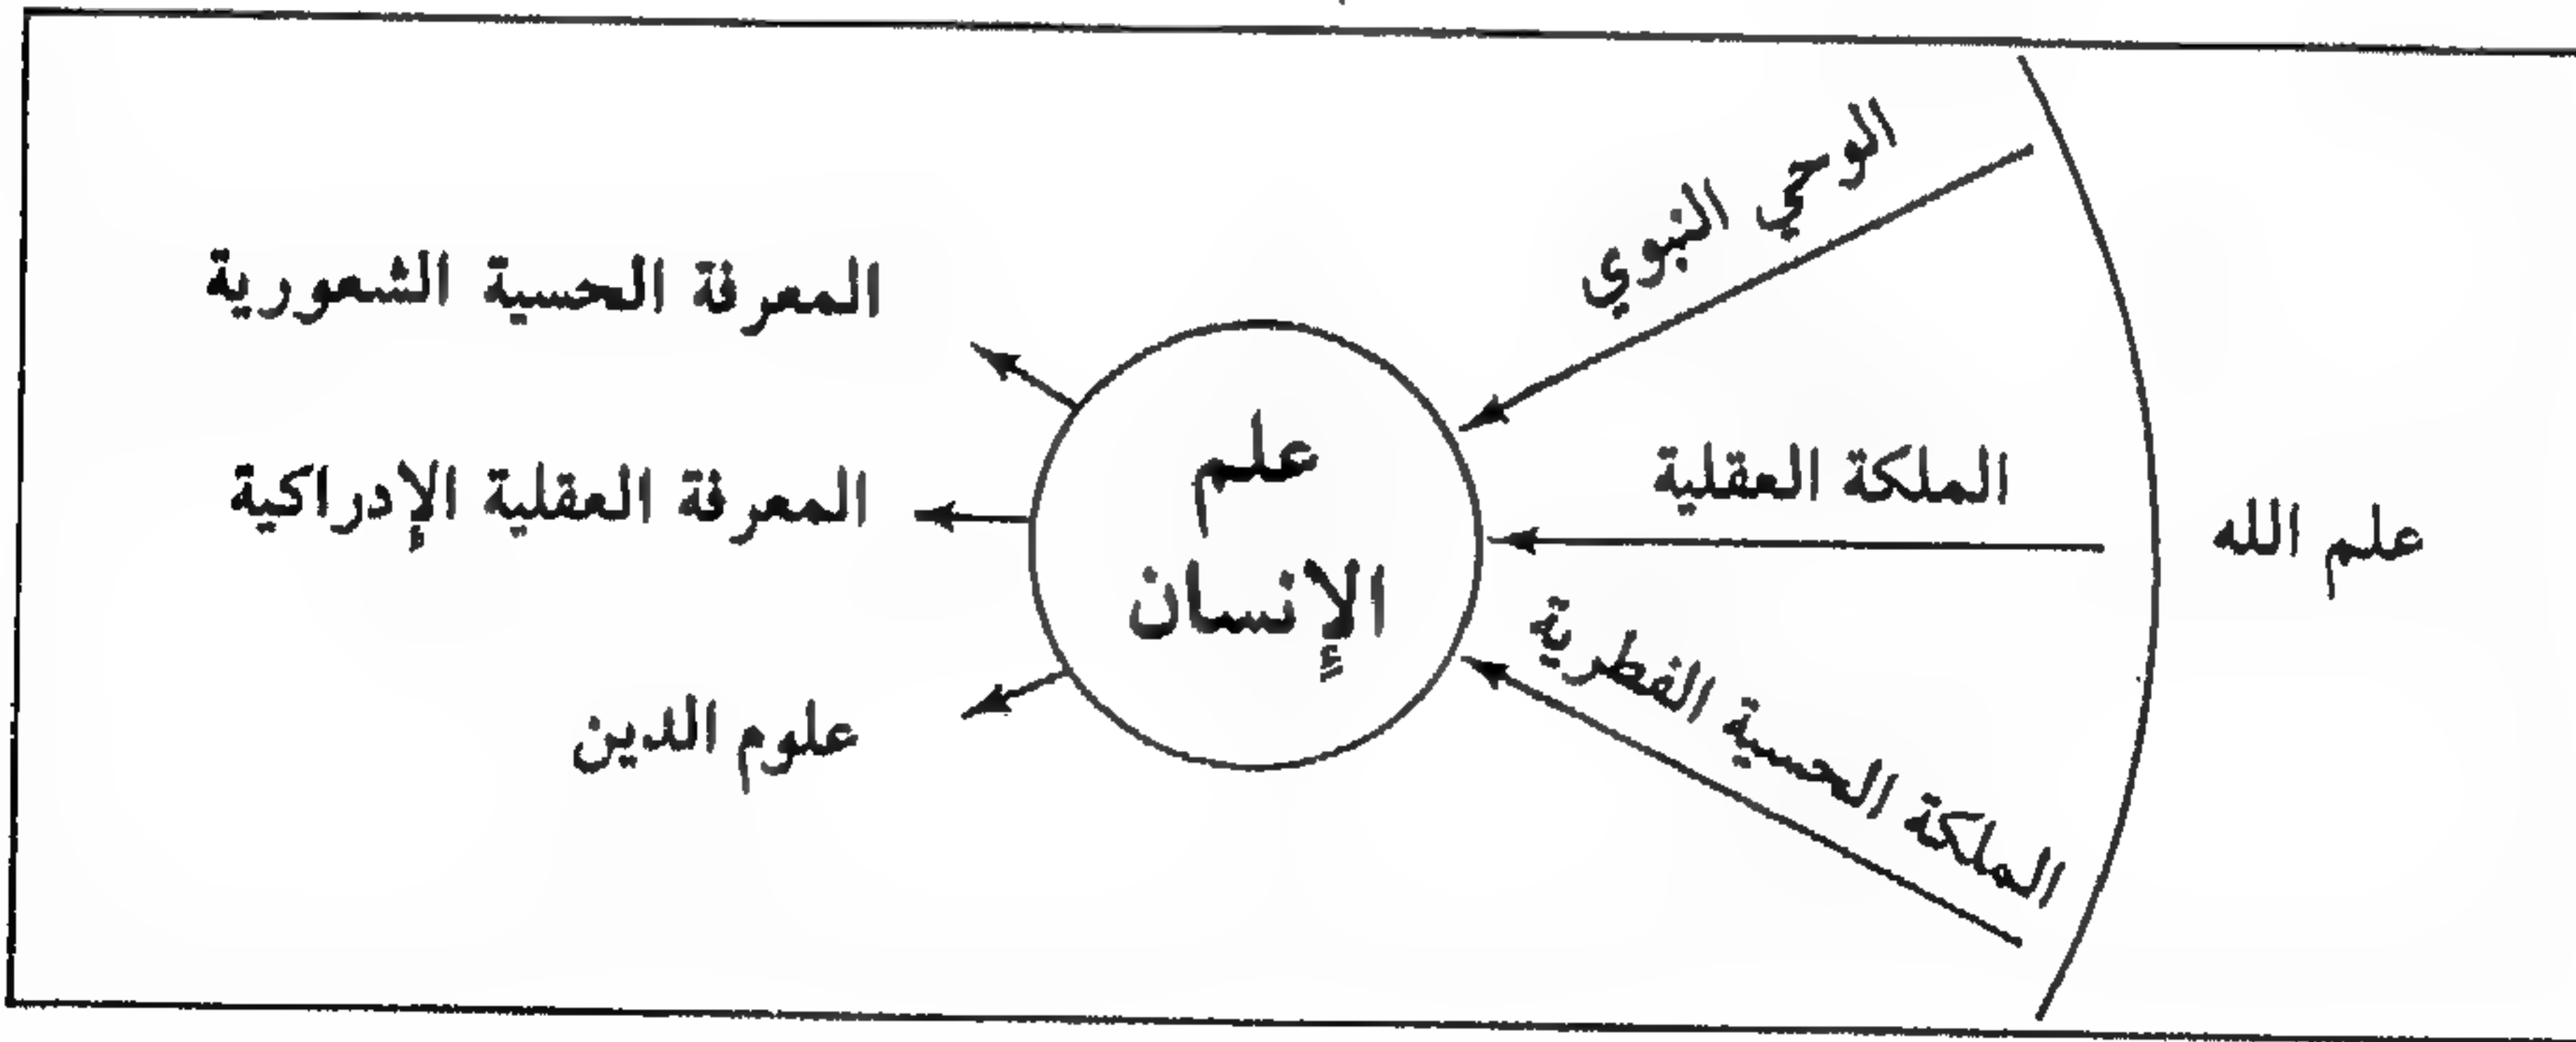 علم الله
الوحي النبوي
الملكة العقلية
الملكة الحسية الفطرية
علم
الإنسان
المعرفة الحسية الشعورية
المعرفة العقلية الإدراكية
علوم الدين